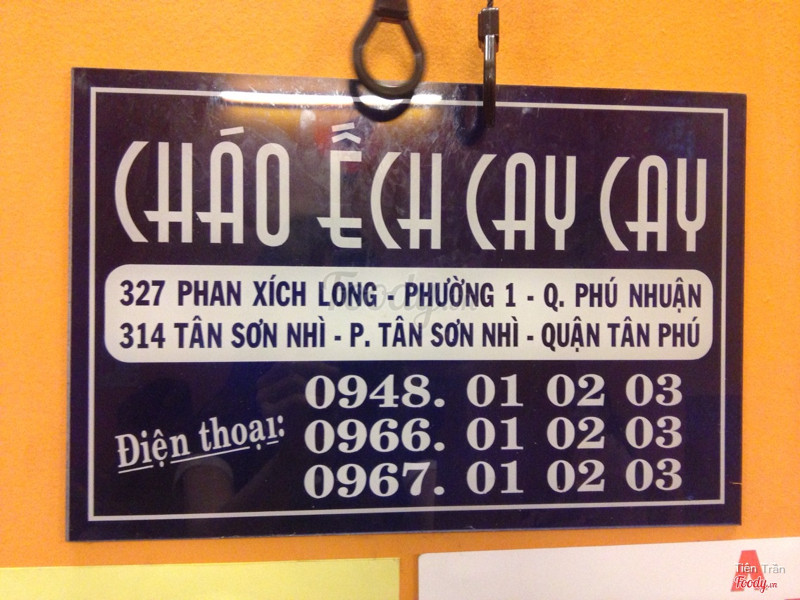 CHÁO ẾCH CAY CAY
327 PHAN XÍCH LONG - PHƯỜNG 1 - Q. PHÚ NHUẬN
314 TÂN SƠN NHÌ - P. TÂN SƠN NHÌ - QUẬN TÂN PHÚ
Điện thoại:
0948. 01 02 03
0966. 01 02 03
0967. 01 02 03
Foody.vn
A
Tiến Trần
Foody.vn